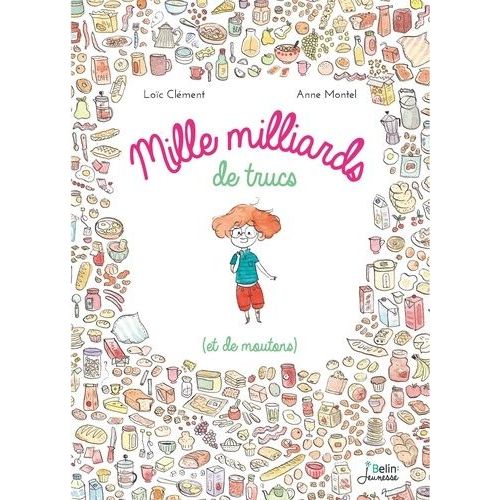 Loïc Clément
Anne Montel
Mille milliards
de trucs
(et de moutons)
Belin:
jeunesse